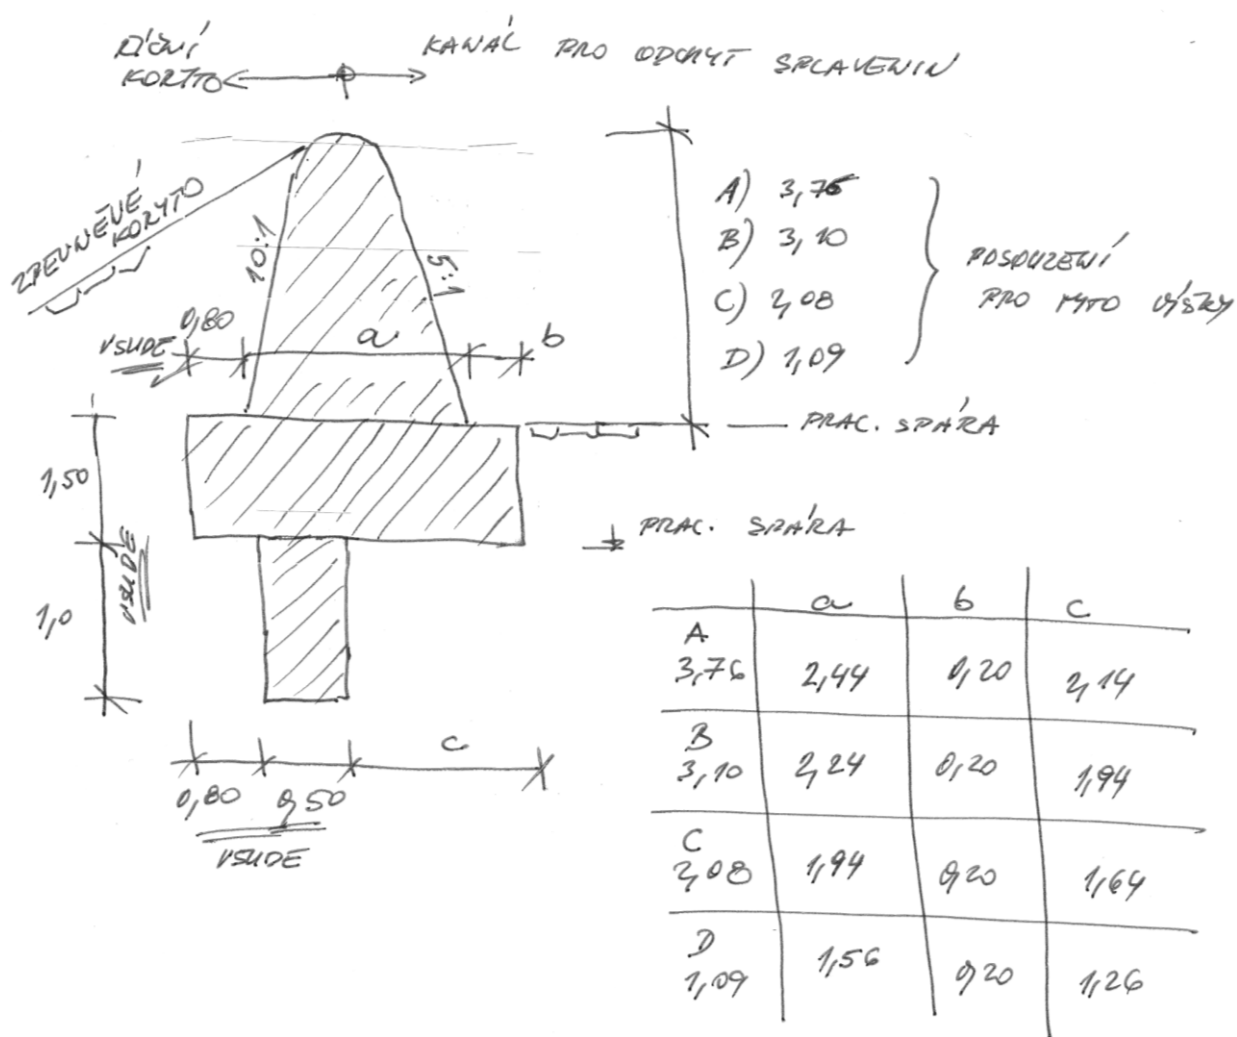 ŘÍČNÍ
KORYTO
KANÁL PRO ODCHYT SPLAVENIN
ZPEVNĚNÉ
KORYTO
10:1
5:1
A) 3,76
B) 3,10
C) 2,08
D) 1,09
POSOUZENÍ
PRO TYTO VÝŠKY
0,80
VŠUDE
a
b
PRAC. SPÁRA
1,50
VŠUDE
1,0
PRAC. SPÁRA
c
0,80 0,50
VŠUDE
a b c
A
3,76 2,44 0,20 2,14
B
3,10 2,24 0,20 1,94
C
2,08 1,94 0,20 1,64
D
1,09 1,56 0,20 1,26